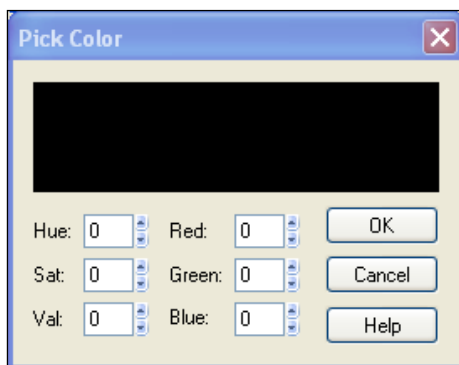 Pick Color
Hue: 0 Red: 0 OK
Sat: 0 Green: 0 Cancel
Val: 0 Blue: 0 Help